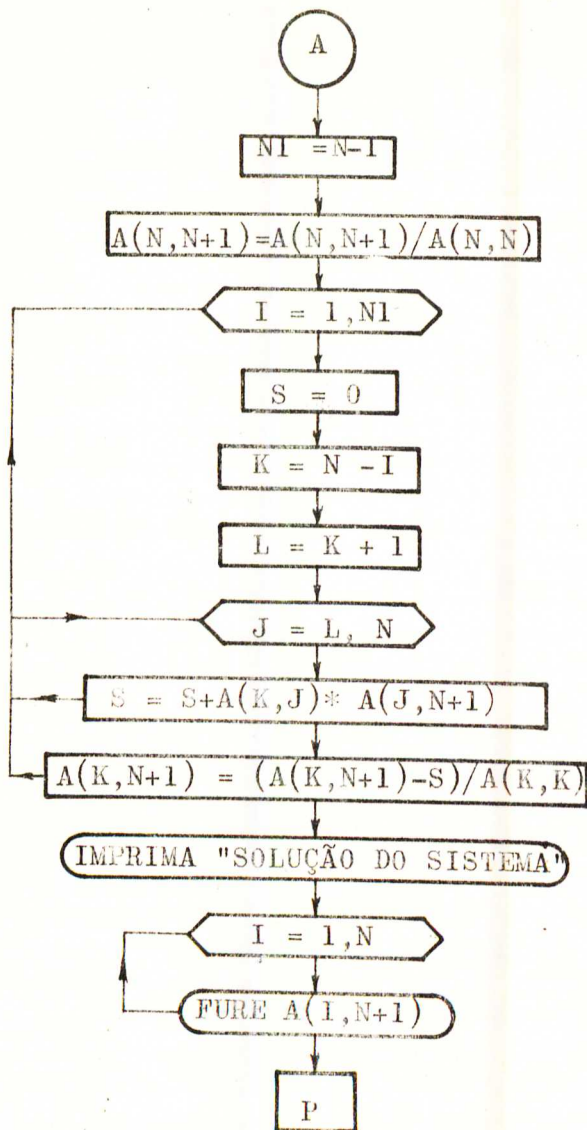 A
N1 = N-1
A(N,N+1)=A(N,N+1)/A(N,N)
I = 1,N1
S = 0
K = N -I
L = K + 1
J = L, N
S = S+A(K,J)* A(J,N+1)
A(K,N+1) = (A(K,N+1)-S)/A(K,K)
IMPRIMA "SOLUÇÃO DO SISTEMA"
I = 1,N
FURE A(I,N+1)
P